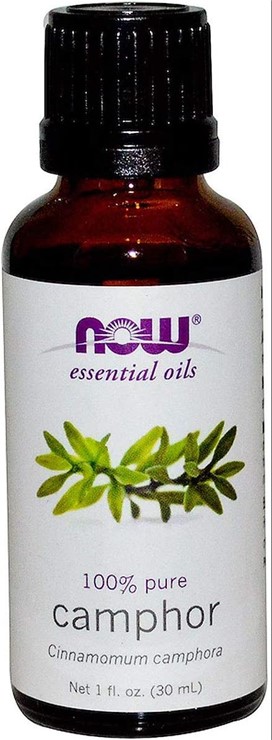 now®
essential oils
100% pure
camphor
Cinnamomum camphora
Net 1 fl. oz. (30 mL)